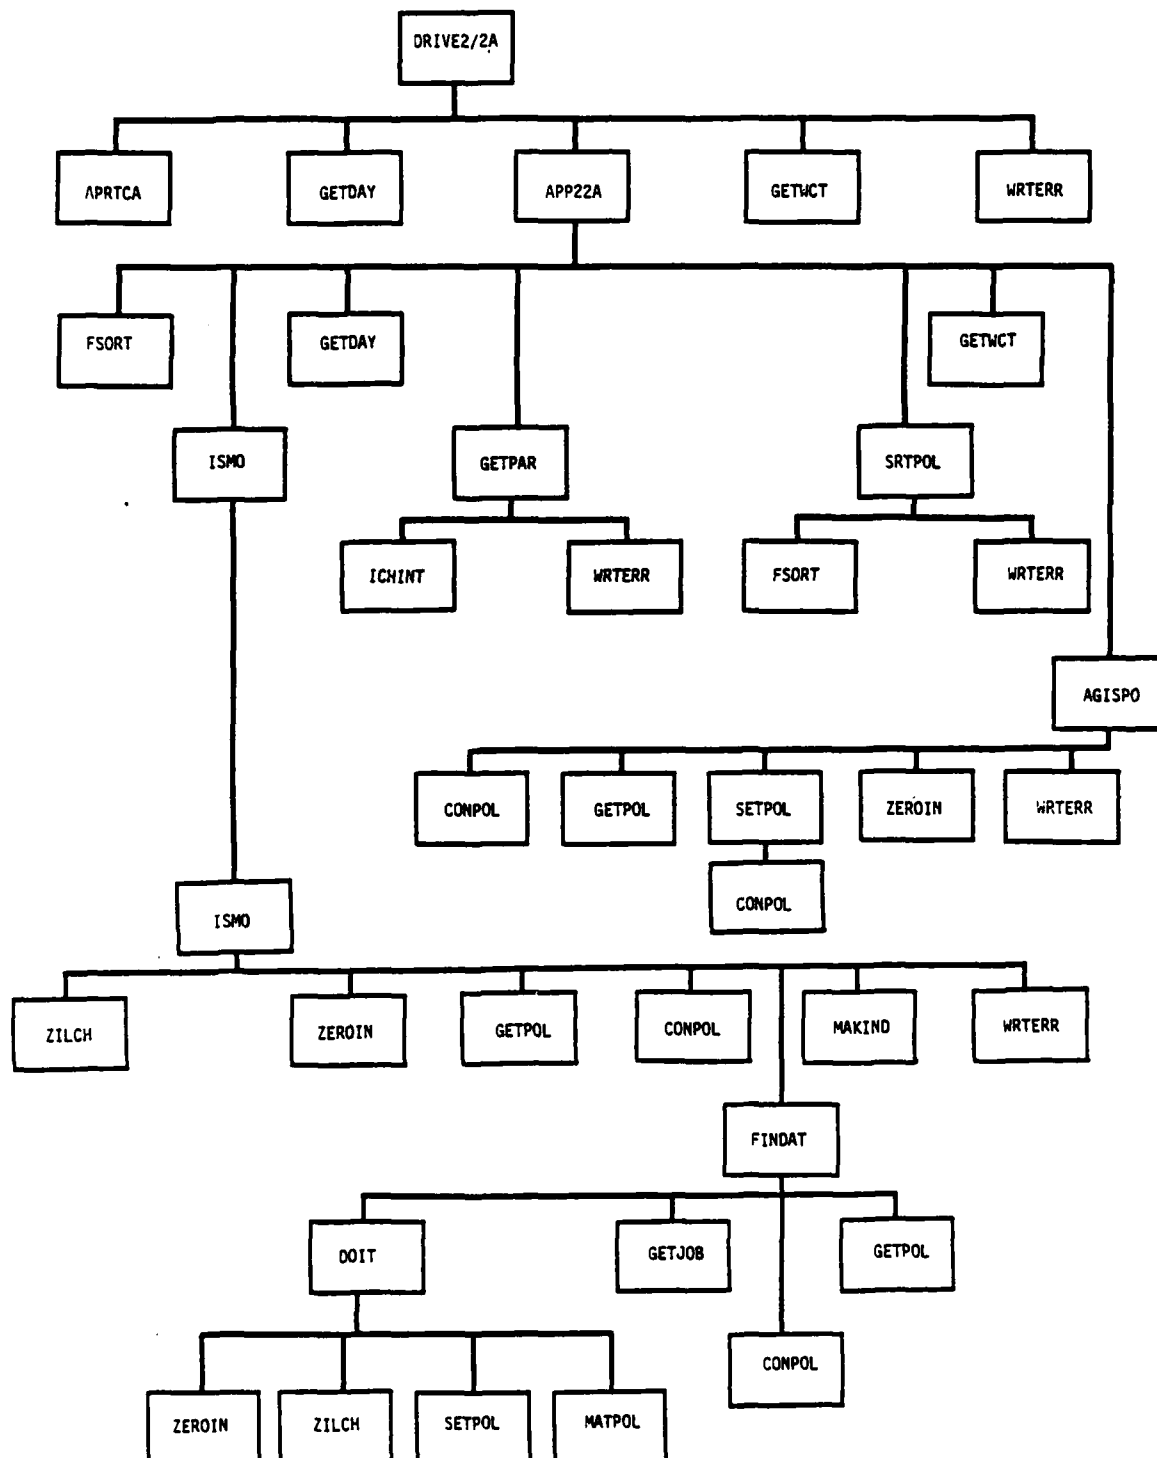 DRIVE2/2A
APRTCA
GETDAY
APP22A
GETWCT
WRTERR
FSORT
GETDAY
GETWCT
ISMO
GETPAR
SRTPOL
ICHINT
WRTERR
FSORT
WRTERR
AGISPO
CONPOL
GETPOL
SETPOL
ZEROIN
WRTERR
CONPOL
ISMO
ZILCH
ZEROIN
GETPOL
CONPOL
MAKIND
WRTERR
FINDAT
DOIT
GETJOB
GETPOL
CONPOL
ZEROIN
ZILCH
SETPOL
MATPOL